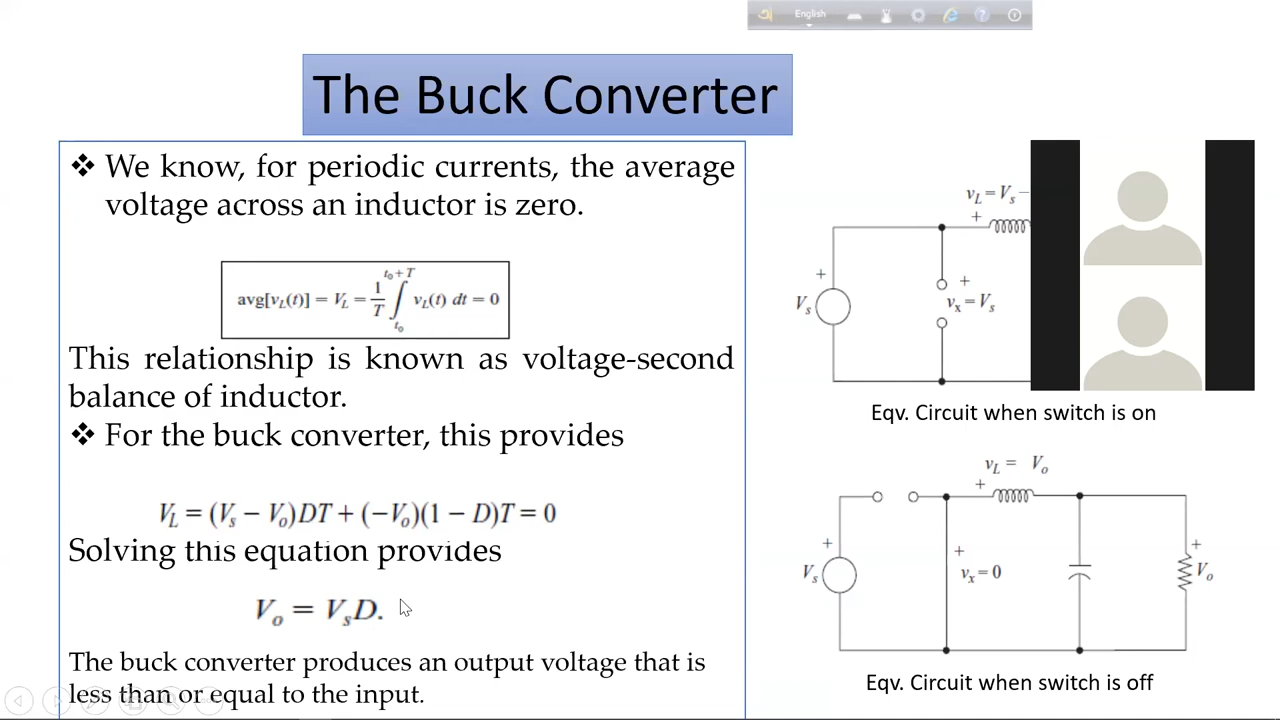 English
The Buck Converter
❖ We know, for periodic currents, the average
voltage across an inductor is zero.
avg[v_L(t)] = V_L = 1/T ∫_{t_0}^{t_0+T} v_L(t) dt = 0
This relationship is known as voltage-second
balance of inductor.
❖ For the buck converter, this provides
V_L = (V_s − V_o)DT + (−V_o)(1 − D)T = 0
Solving this equation provides
V_o = V_sD.
The buck converter produces an output voltage that is
less than or equal to the input.
v_L = V_s −
+
+
+
V_s
v_x = V_s
Eqv. Circuit when switch is on
v_L = V_o
+
+
+
+
V_s
v_x = 0
V_o
Eqv. Circuit when switch is off